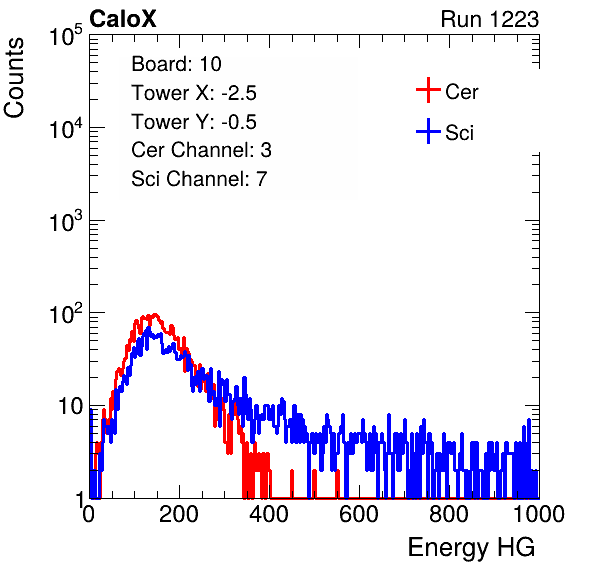 CaloX Run 1223
Counts
Board: 10
Tower X: -2.5
Tower Y: -0.5
Cer Channel: 3
Sci Channel: 7
Cer
Sci
10^5
10^4
10^3
10^2
10
1
0 200 400 600 800 1000
Energy HG